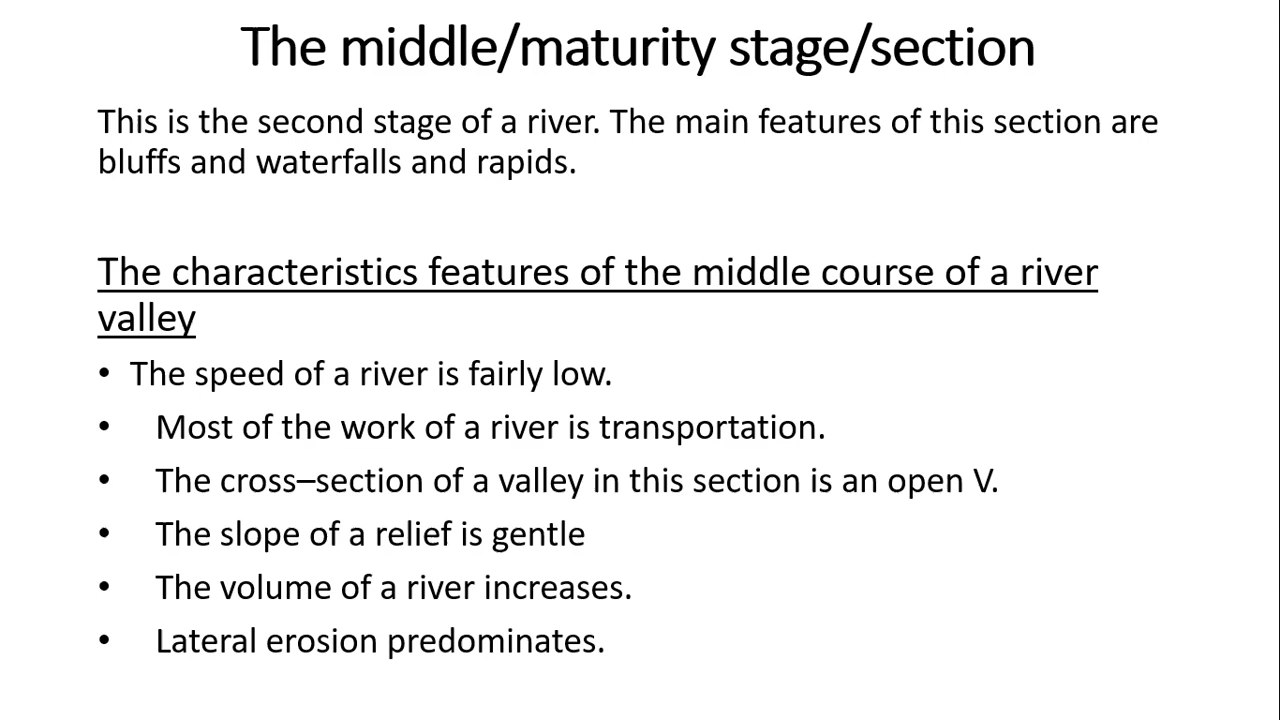 The middle/maturity stage/section
This is the second stage of a river. The main features of this section are
bluffs and waterfalls and rapids.
The characteristics features of the middle course of a river
valley
• The speed of a river is fairly low.
• Most of the work of a river is transportation.
• The cross–section of a valley in this section is an open V.
• The slope of a relief is gentle
• The volume of a river increases.
• Lateral erosion predominates.